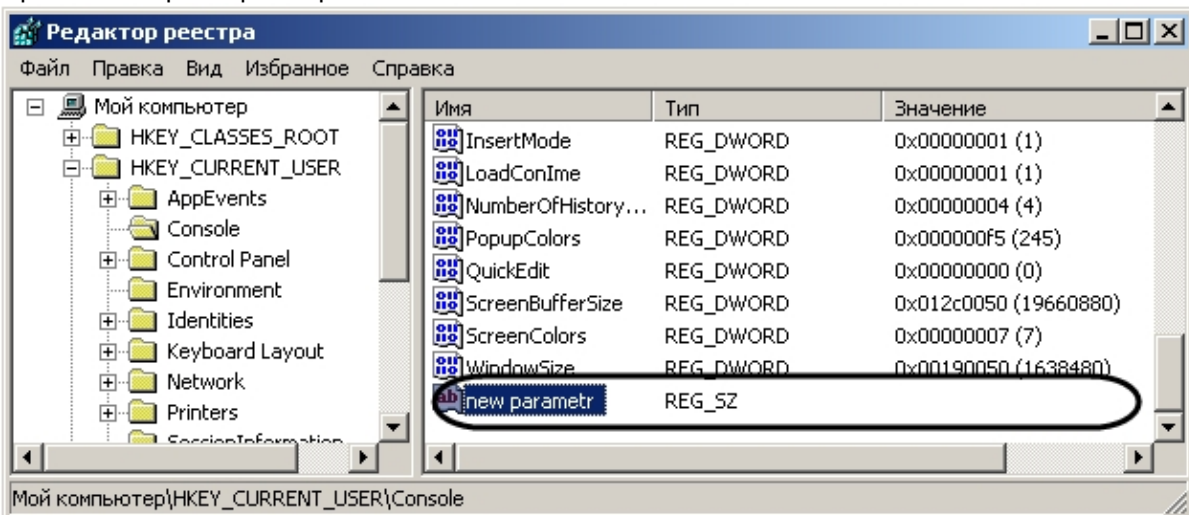 Редактор реестра
Файл Правка Вид Избранное Справка
Мой компьютер
HKEY_CLASSES_ROOT
HKEY_CURRENT_USER
AppEvents
Console
Control Panel
Environment
Identities
Keyboard Layout
Network
Printers
SessionInformation
Имя Тип Значение
InsertMode REG_DWORD 0x00000001 (1)
LoadConIme REG_DWORD 0x00000001 (1)
NumberOfHistory... REG_DWORD 0x00000004 (4)
PopupColors REG_DWORD 0x000000f5 (245)
QuickEdit REG_DWORD 0x00000000 (0)
ScreenBufferSize REG_DWORD 0x012c0050 (19660880)
ScreenColors REG_DWORD 0x00000007 (7)
WindowSize REG_DWORD 0x00190050 (1638480)
new parametr REG_SZ
Мой компьютер\HKEY_CURRENT_USER\Console